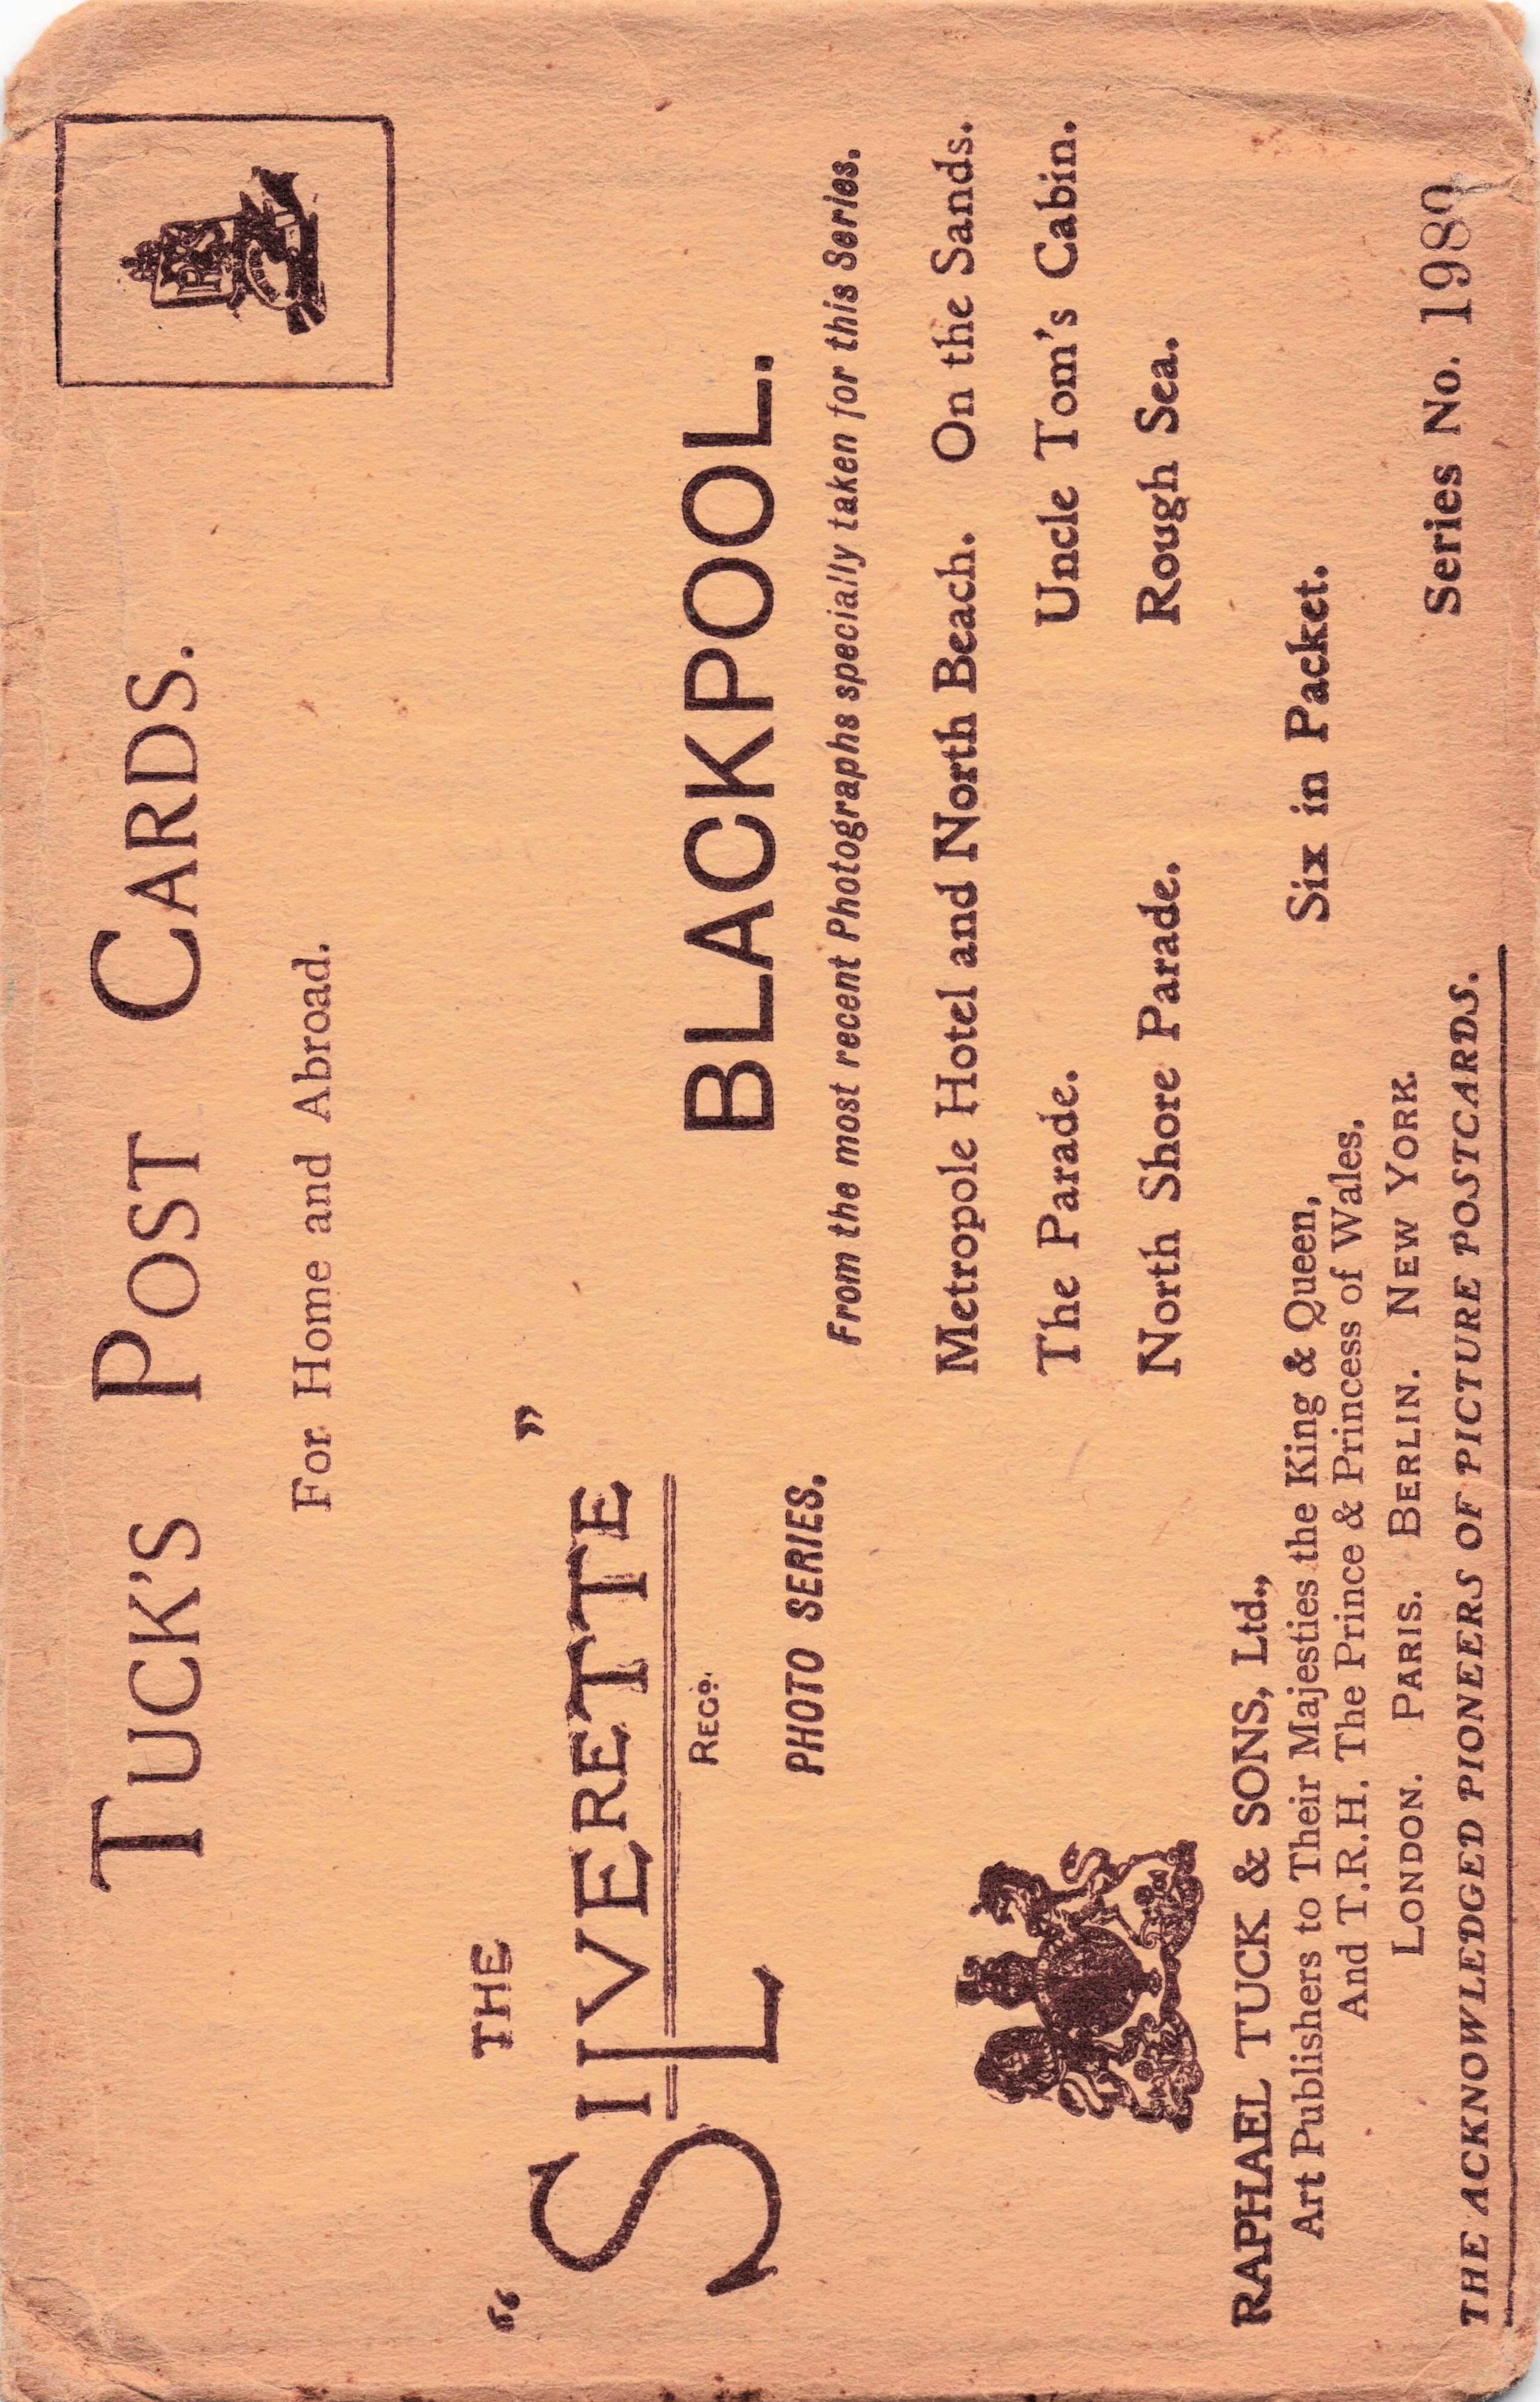 TUCK'S POST CARDS.
For Home and Abroad.
"THE SILVERETTE"
REGD.
PHOTO SERIES.
BLACKPOOL.
From the most recent Photographs specially taken for this Series.
Metropole Hotel and North Beach. On the Sands.
The Parade. Uncle Tom's Cabin.
North Shore Parade. Rough Sea.
Six in Packet.
Series No. 1989
RAPHAEL TUCK & SONS, Ltd.,
Art Publishers to Their Majesties the King & Queen,
And T.R.H. The Prince & Princess of Wales.
LONDON. PARIS. BERLIN. NEW YORK.
THE ACKNOWLEDGED PIONEERS OF PICTURE POSTCARDS.